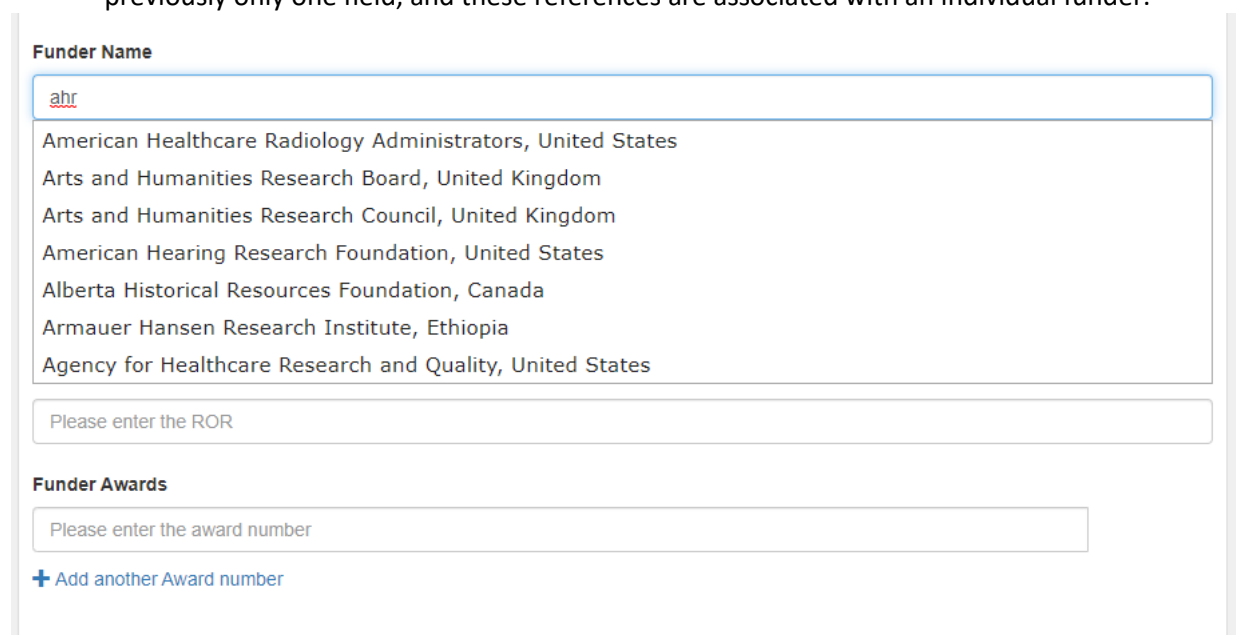 previously only one field, and these references are associated with an individual funder.
Funder Name
ahr
American Healthcare Radiology Administrators, United States
Arts and Humanities Research Board, United Kingdom
Arts and Humanities Research Council, United Kingdom
American Hearing Research Foundation, United States
Alberta Historical Resources Foundation, Canada
Armauer Hansen Research Institute, Ethiopia
Agency for Healthcare Research and Quality, United States
Please enter the ROR
Funder Awards
Please enter the award number
+ Add another Award number